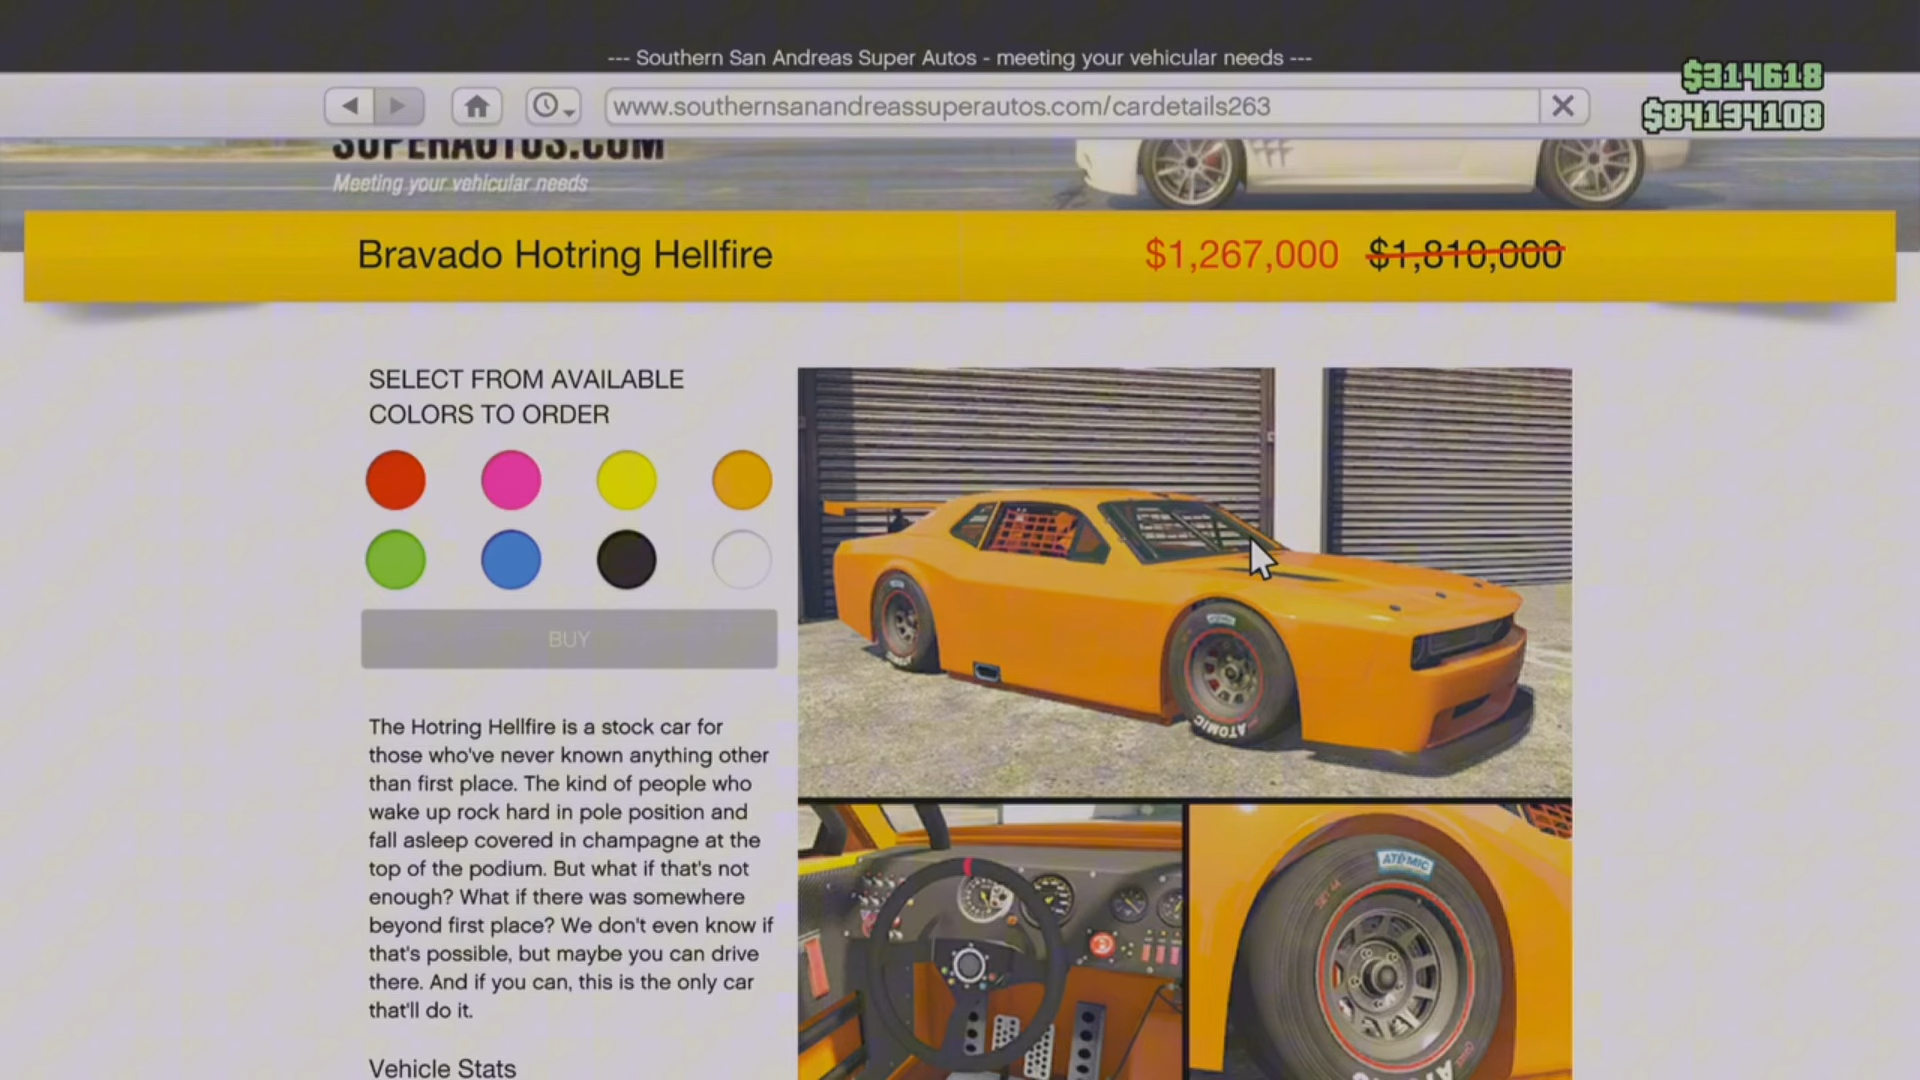 --- Southern San Andreas Super Autos - meeting your vehicular needs ---
$314618
www.southernsanandreassuperautos.com/cardetails263
$84134108
SUPERAUTOS.COM
Meeting your vehicular needs
Bravado Hotring Hellfire
$1,267,000 $1,810,000
SELECT FROM AVAILABLE
COLORS TO ORDER
BUY
The Hotring Hellfire is a stock car for
those who've never known anything other
than first place. The kind of people who
wake up rock hard in pole position and
fall asleep covered in champagne at the
top of the podium. But what if that's not
enough? What if there was somewhere
beyond first place? We don't even know if
that's possible, but maybe you can drive
there. And if you can, this is the only car
that'll do it.
Vehicle Stats
ATOMIC
ATOMIC